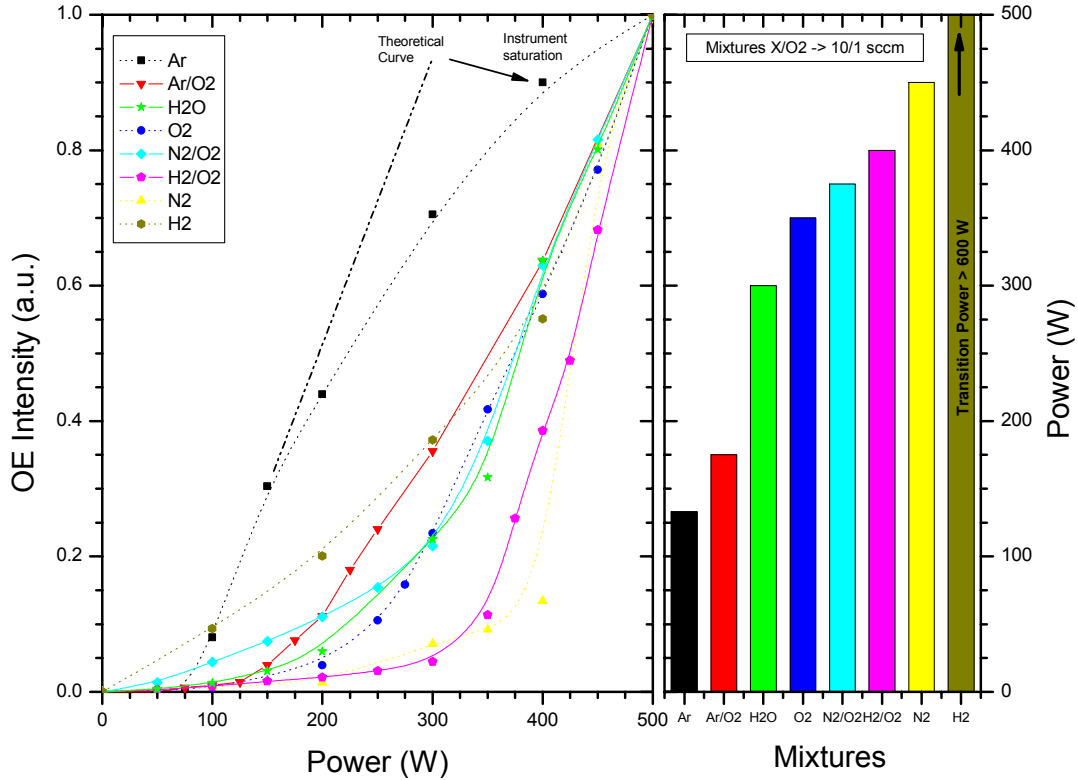 1.0
0.8
0.6
0.4
0.2
0.0
OE Intensity (a.u.)
Ar
Ar/O2
H2O
O2
N2/O2
H2/O2
N2
H2
Theoretical
Curve
Instrument
saturation
0
100
200
300
400
500
Power (W)
Mixtures X/O2 -> 10/1 sccm
Transition Power > 600 W
500
400
300
200
100
0
Power (W)
Ar
Ar/O2
H2O
O2
N2/O2
H2/O2
N2
H2
Mixtures